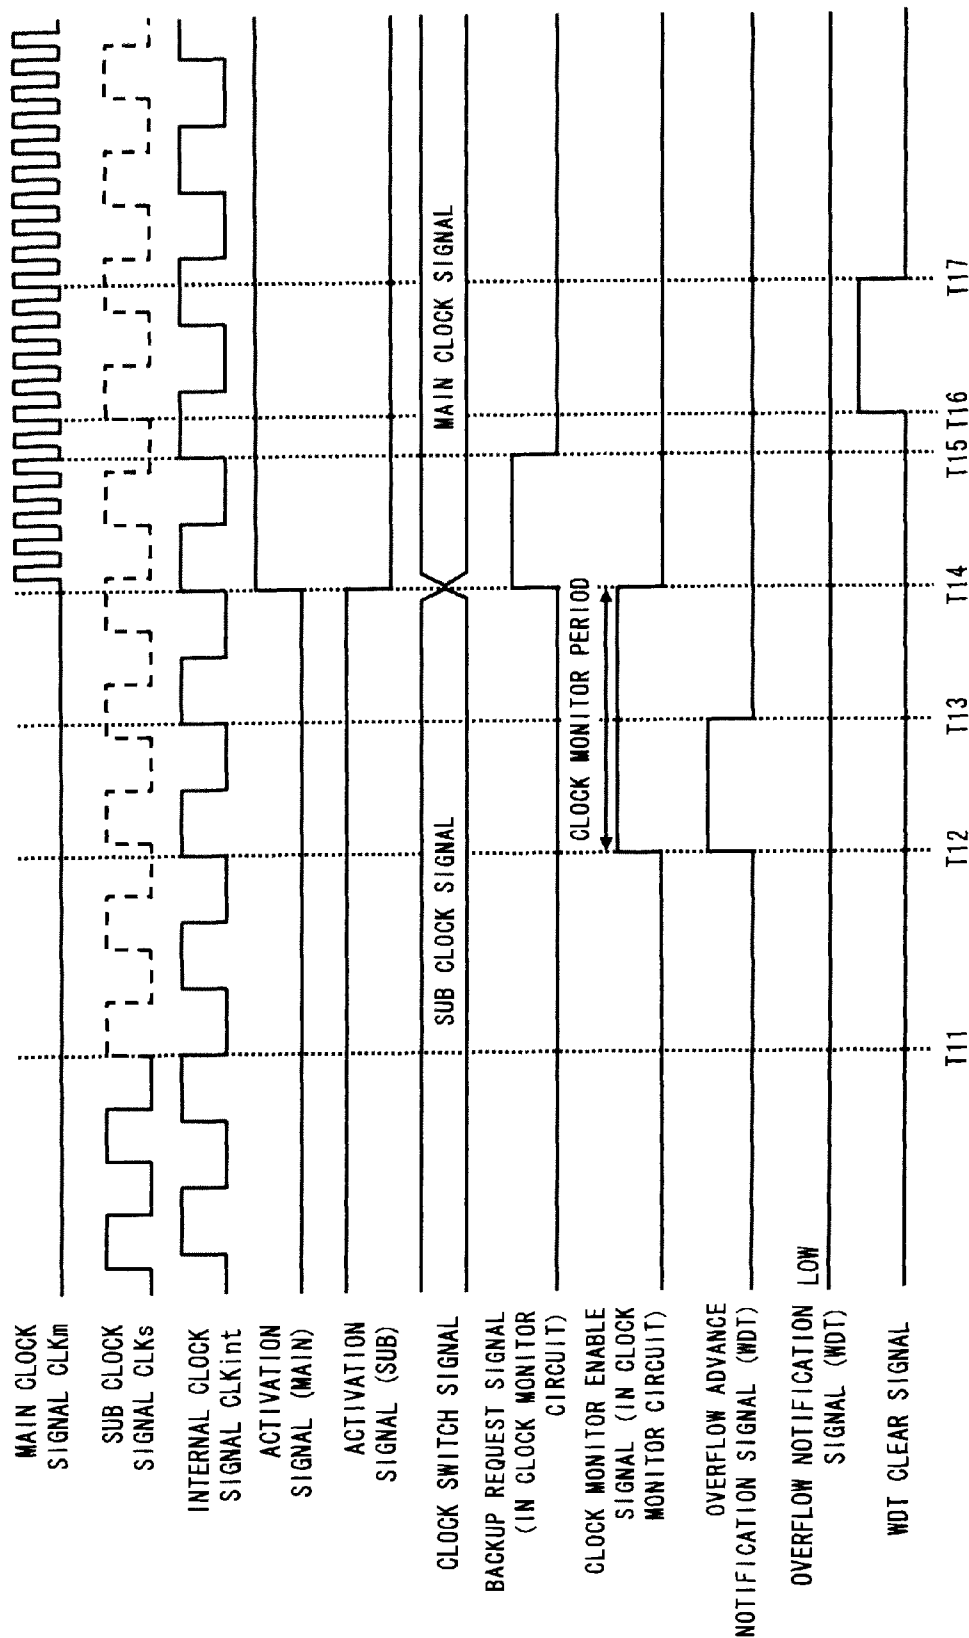 MAIN CLOCK
SIGNAL CLKm
SUB CLOCK
SIGNAL CLKs
INTERNAL CLOCK
SIGNAL CLKint
ACTIVATION
SIGNAL (MAIN)
ACTIVATION
SIGNAL (SUB)
CLOCK SWITCH SIGNAL
SUB CLOCK SIGNAL
MAIN CLOCK SIGNAL
BACKUP REQUEST SIGNAL
(IN CLOCK MONITOR
CIRCUIT)
CLOCK MONITOR PERIOD
CLOCK MONITOR ENABLE
SIGNAL (IN CLOCK
MONITOR CIRCUIT)
OVERFLOW ADVANCE
NOTIFICATION SIGNAL (WDT)
OVERFLOW NOTIFICATION
SIGNAL (WDT)
LOW
WDT CLEAR SIGNAL
T11
T12
T13
T14
T15
T16
T17